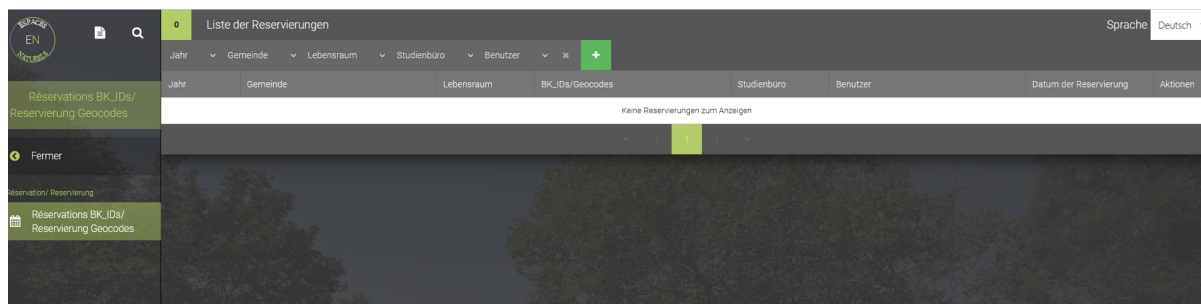 ESPACES
EN
NATURELS
0 Liste der Reservierungen Sprache Deutsch
Jahr Gemeinde Lebensraum Studienbüro Benutzer
Jahr Gemeinde Lebensraum BK_IDs/Geocodes Studienbüro Benutzer Datum der Reservierung Aktionen
Keine Reservierungen zum Anzeigen
« ‹ 1 › »
Réservations BK_IDs/
Reservierung Geocodes
Fermer
Réservation/ Reservierung
Réservations BK_IDs/
Reservierung Geocodes